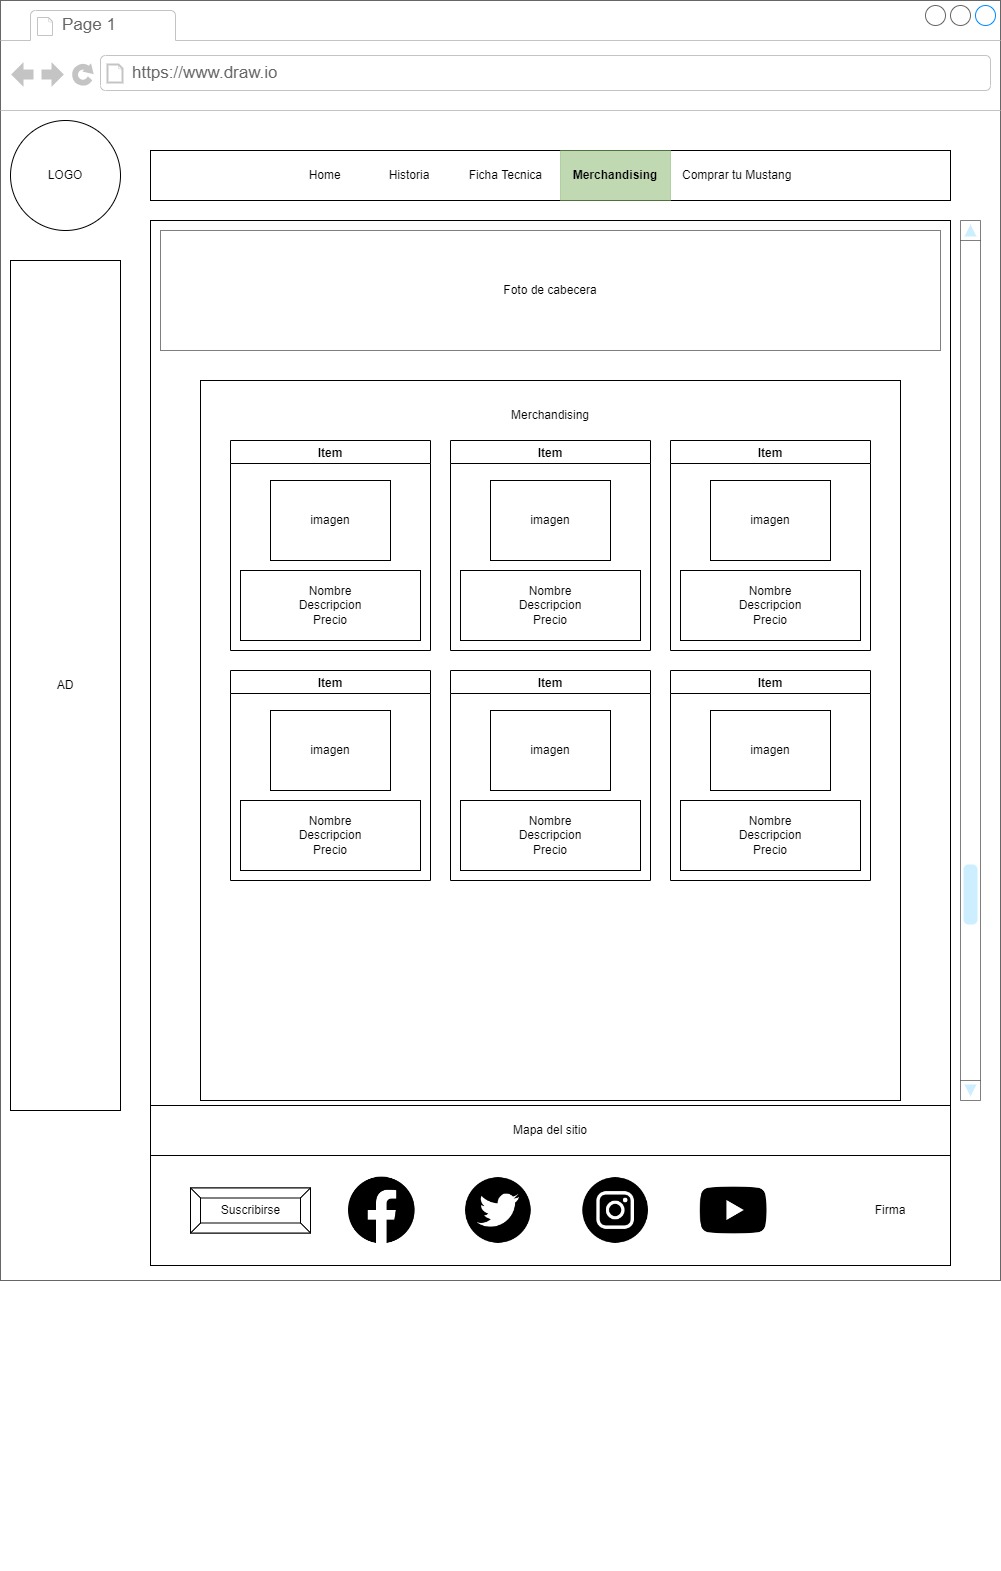 Page 1
https://www.draw.io
LOGO
Home
Historia
Ficha Tecnica
Merchandising
Comprar tu Mustang
Foto de cabecera
AD
Merchandising
Item
imagen
Nombre
Descripcion
Precio
Item
imagen
Nombre
Descripcion
Precio
Item
imagen
Nombre
Descripcion
Precio
Item
imagen
Nombre
Descripcion
Precio
Item
imagen
Nombre
Descripcion
Precio
Item
imagen
Nombre
Descripcion
Precio
Mapa del sitio
Suscribirse
Firma